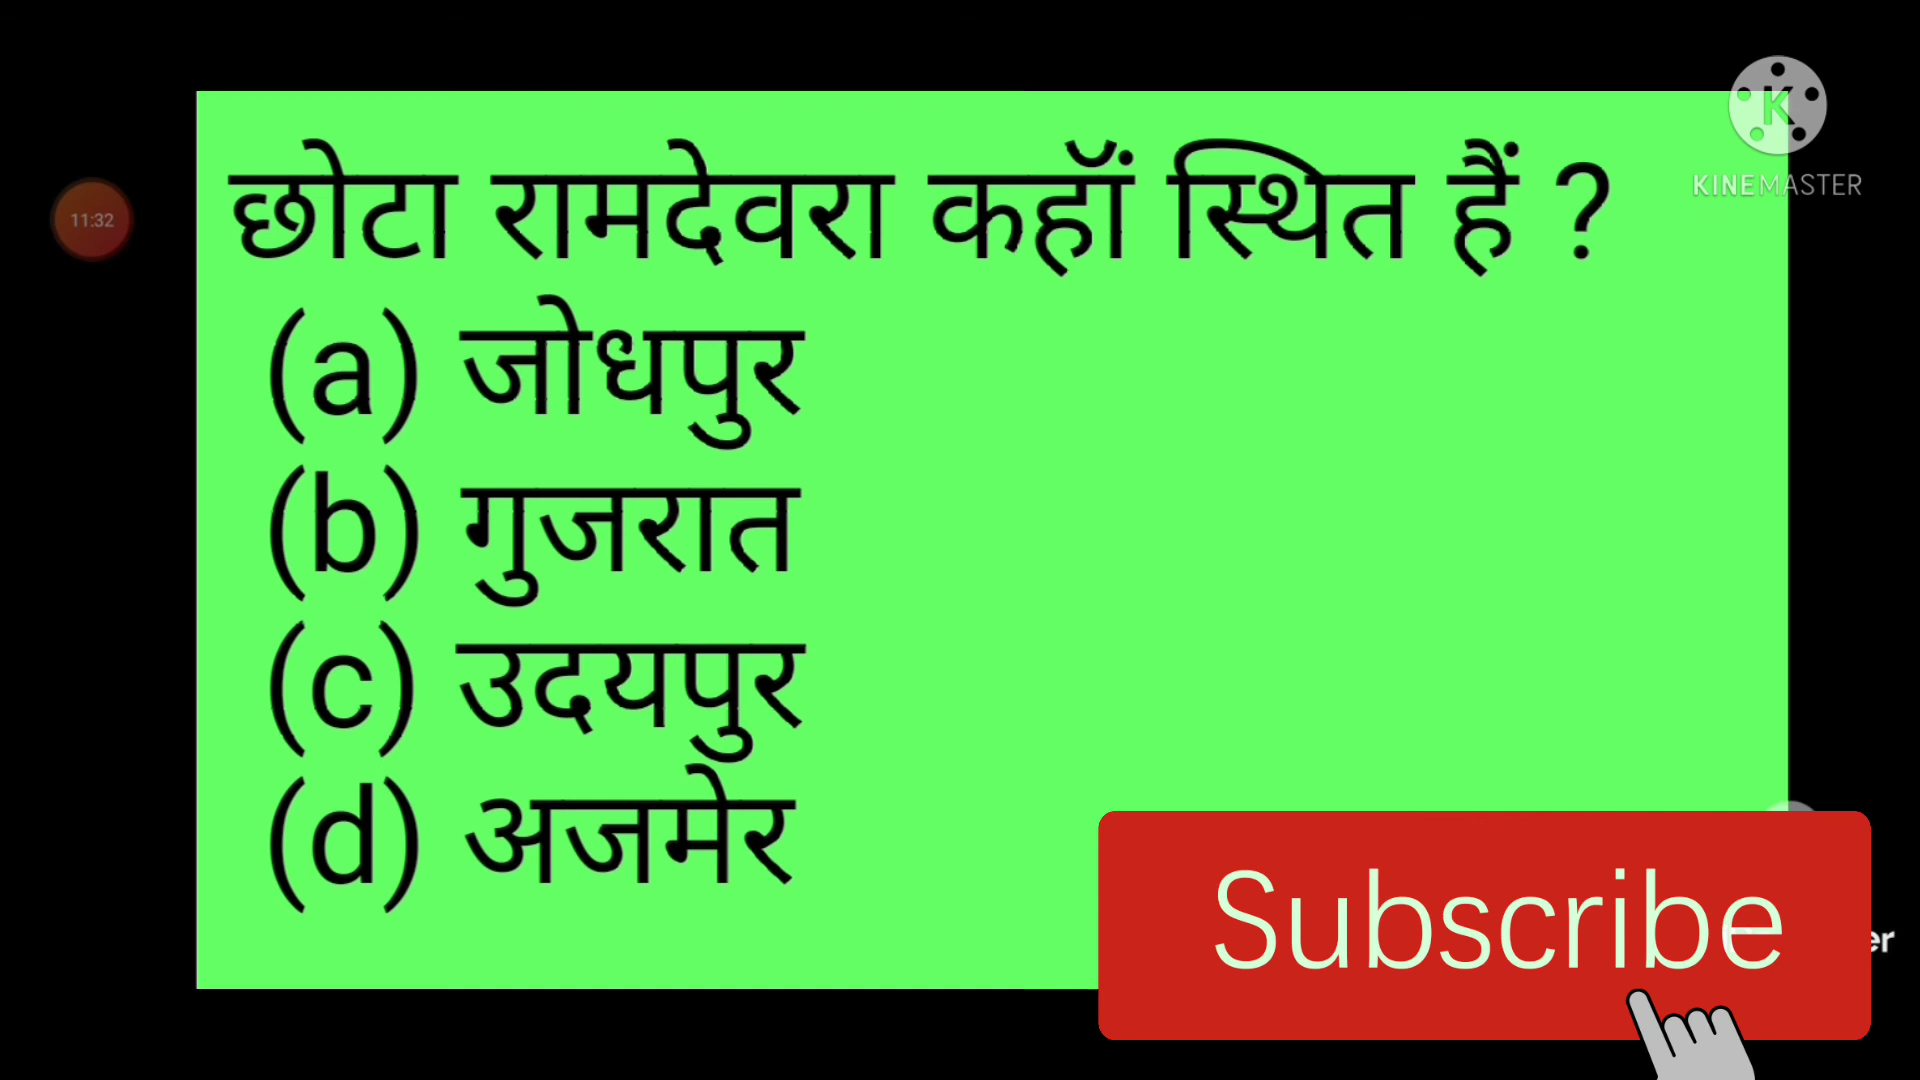 छोटा रामदेवरा कहाॅं स्थित हैं ?
(a) जोधपुर
(b) गुजरात
(c) उदयपुर
(d) अजमेर
11:32
K
KINEMASTER
Subscribe